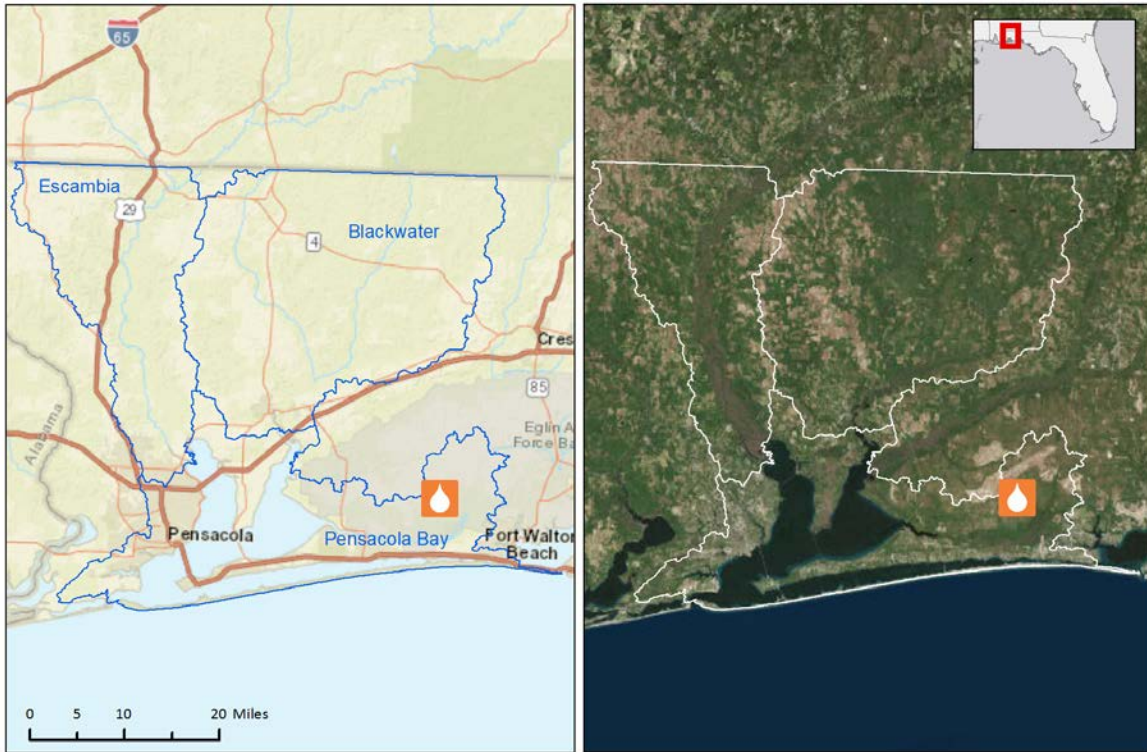 65
Escambia
29
Blackwater
4
Cres
85
Alabama
Eglin A
Force Ba
Pensacola
Pensacola Bay
Fort Walton
Beach
0 5 10 20 Miles